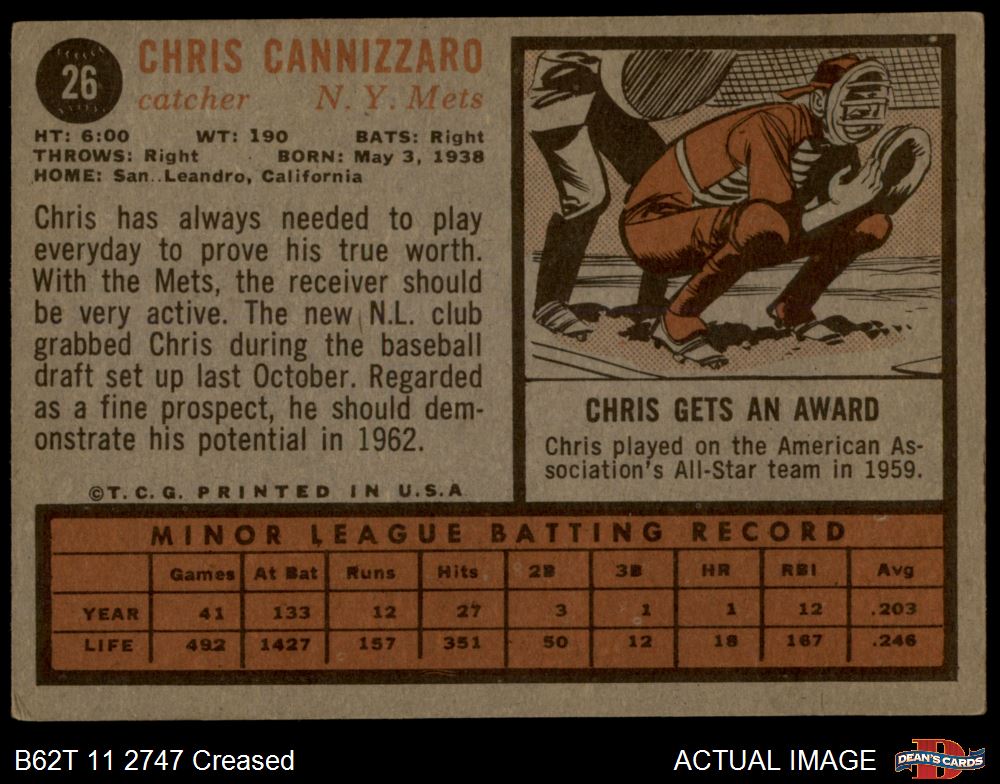 26
CHRIS CANNIZZARO
catcher N. Y. Mets
HT: 6:00 WT: 190 BATS: Right
THROWS: Right BORN: May 3, 1938
HOME: San..Leandro, California
Chris has always needed to play
everyday to prove his true worth.
With the Mets, the receiver should
be very active. The new N.L. club
grabbed Chris during the baseball
draft set up last October. Regarded
as a fine prospect, he should dem-
onstrate his potential in 1962.
©T. C. G. PRINTED IN U.S.A
CHRIS GETS AN AWARD
Chris played on the American As-
sociation's All-Star team in 1959.
MINOR LEAGUE BATTING RECORD
Games At Bat Runs Hits 2B 3B HR RBI Avg
YEAR 41 133 12 27 3 1 1 12 .203
LIFE 492 1427 157 351 50 12 18 167 .246
B62T 11 2747 Creased
ACTUAL IMAGE
D
DEAN'S CARDS